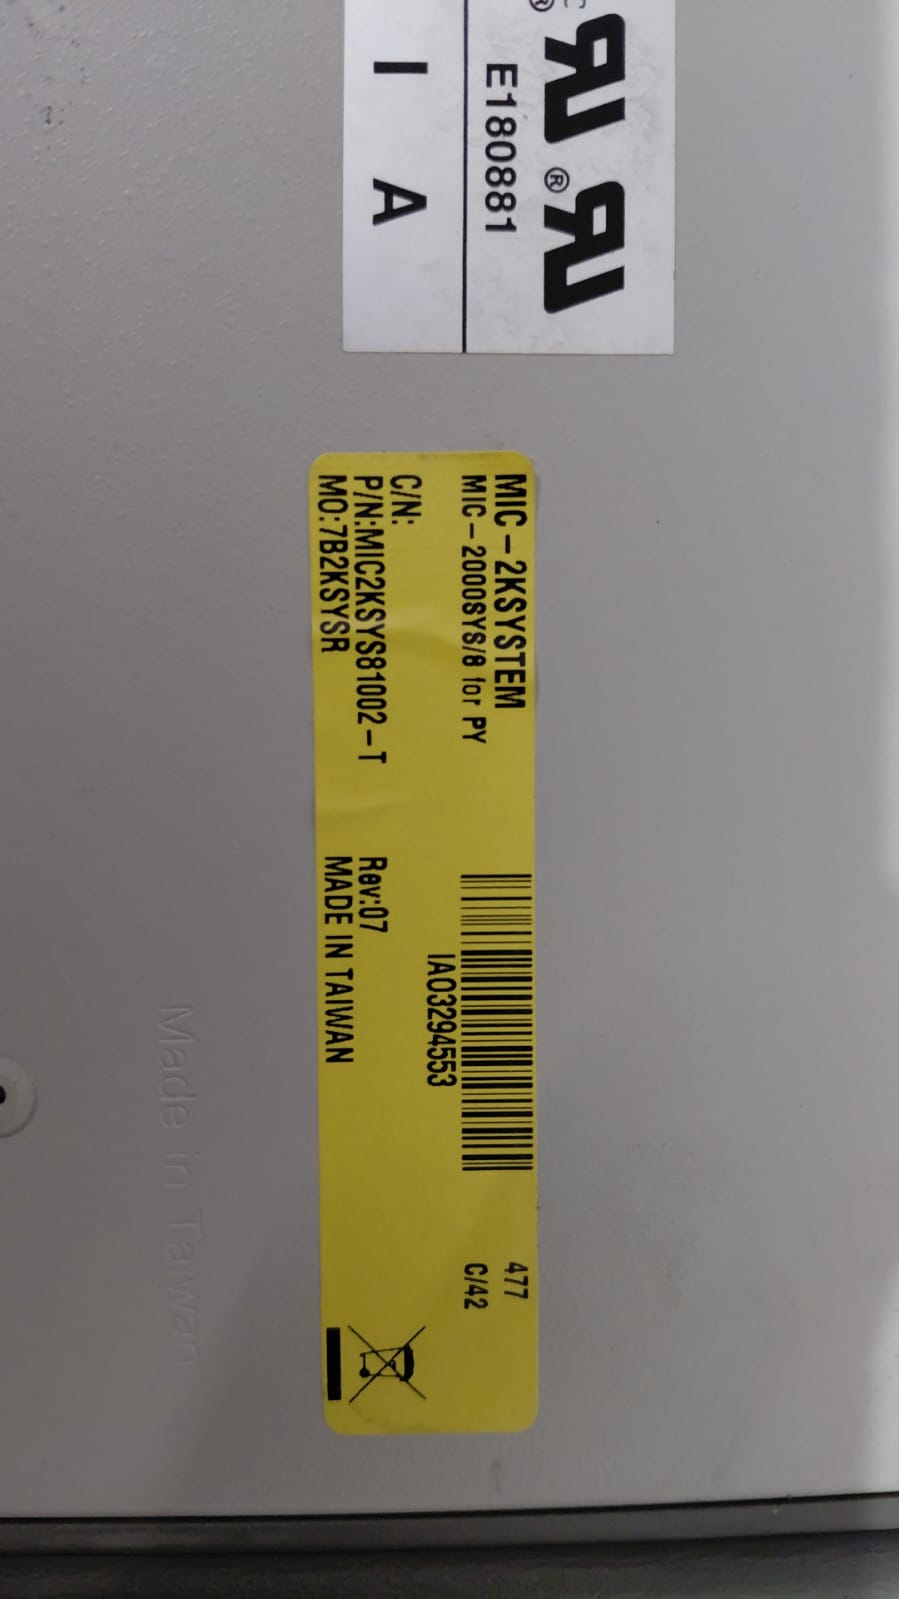 E180881
I A
MIC-2KSYSTEM
MIC-2000SYS/8 for PY
477
C/42
IA03294553
C/N:
P/N:MIC2KSYS81002-T
Rev:07
MO:7B2KSYSR
MADE IN TAIWAN
Made in Taiwan